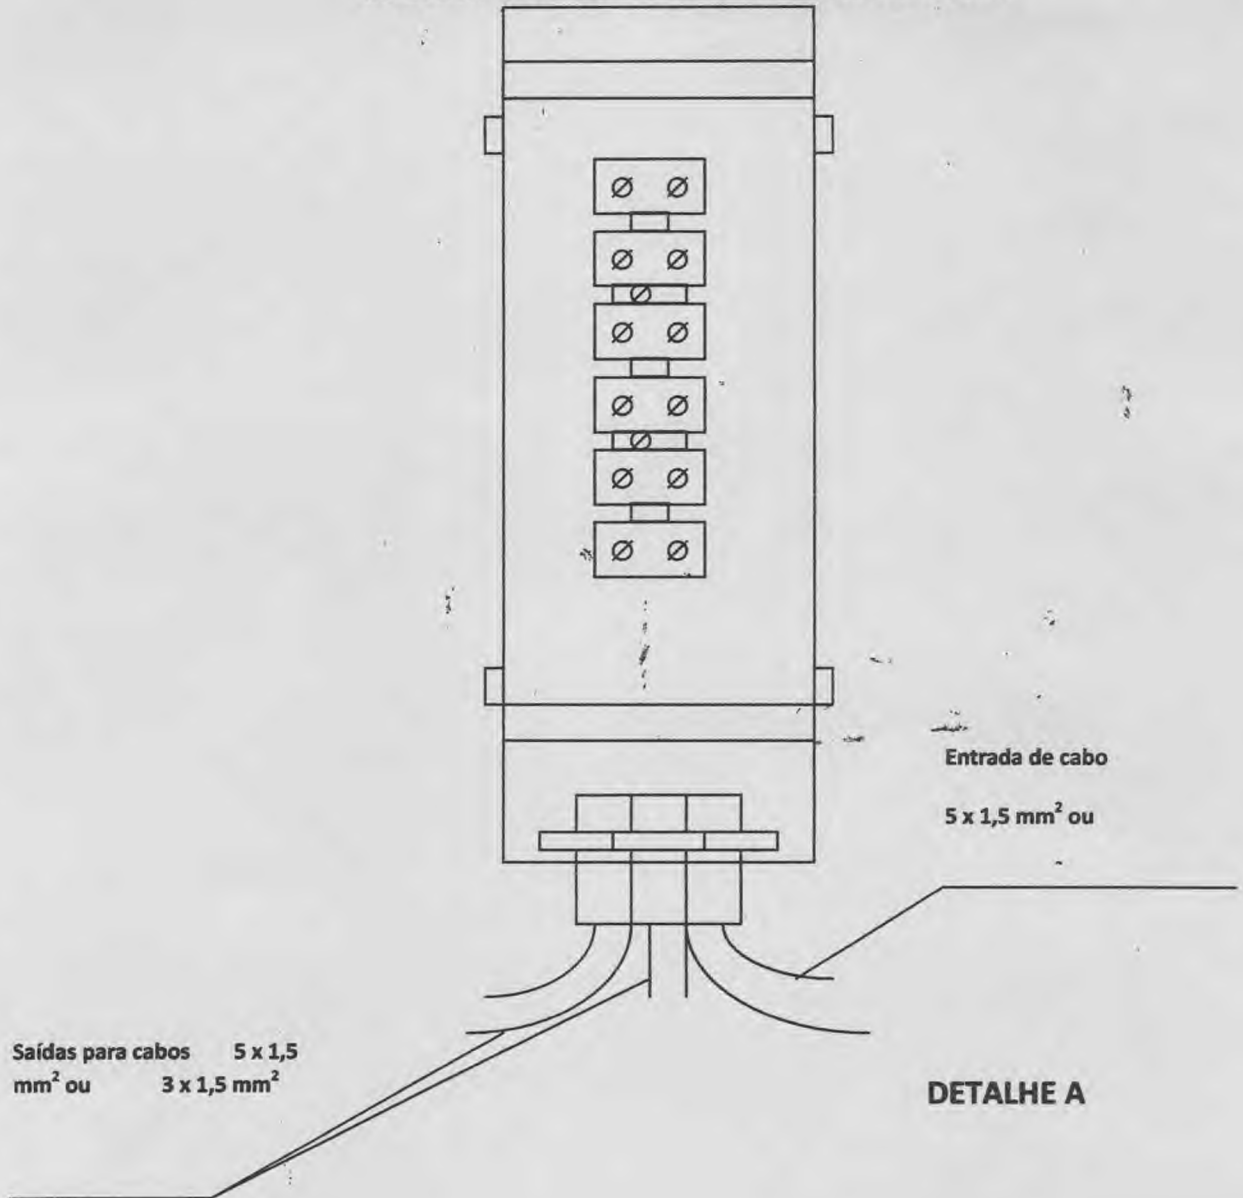 Entrada de cabo
5 x 1,5 mm² ou
Saídas para cabos 5 x 1,5
mm² ou 3 x 1,5 mm²
DETALHE A